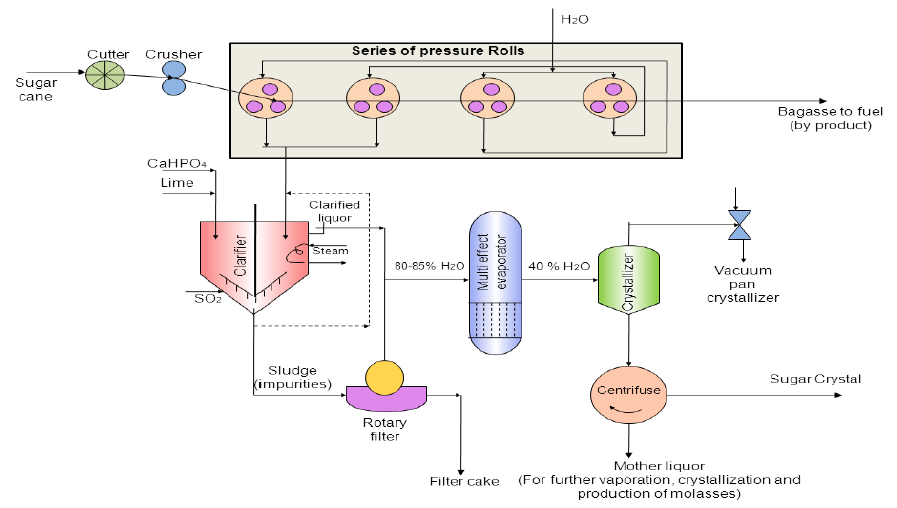 H2O
Series of pressure Rolls
Cutter
Crusher
Sugar
cane
Bagasse to fuel
(by product)
CaHPO4
Lime
Clarified
liquor
Clarifier
Steam
SO2
80-85% H2O
Multi effect
evaporator
40 % H2O
Crystallizer
Vacuum
pan
crystallizer
Sludge
(impurities)
Rotary
filter
Filter cake
Centrifuse
Sugar Crystal
Mother liquor
(For further vaporation, crystallization and
production of molasses)